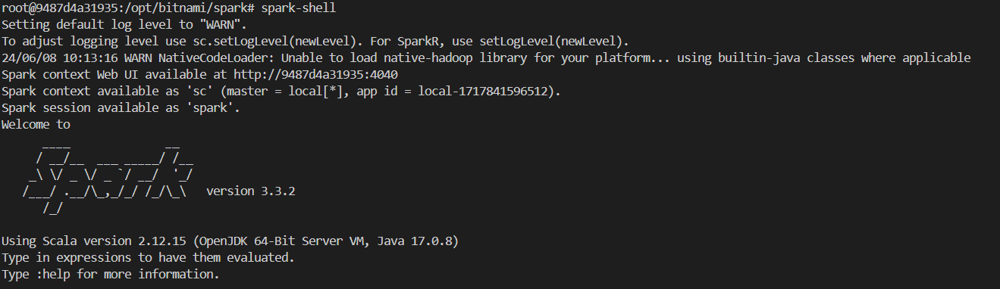 root@9487d4a31935:/opt/bitnami/spark# spark-shell
Setting default log level to "WARN".
To adjust logging level use sc.setLogLevel(newLevel). For SparkR, use setLogLevel(newLevel).
24/06/08 10:13:16 WARN NativeCodeLoader: Unable to load native-hadoop library for your platform... using builtin-java classes where applicable
Spark context Web UI available at http://9487d4a31935:4040
Spark context available as 'sc' (master = local[*], app id = local-1717841596512).
Spark session available as 'spark'.
Welcome to
      ____              __
     / __/__  ___ _____/ /__
    _\ \/ _ \/ _ `/ __/  '_/
   /___/ .__/\_,_/_/ /_/\_\   version 3.3.2
      /_/
Using Scala version 2.12.15 (OpenJDK 64-Bit Server VM, Java 17.0.8)
Type in expressions to have them evaluated.
Type :help for more information.